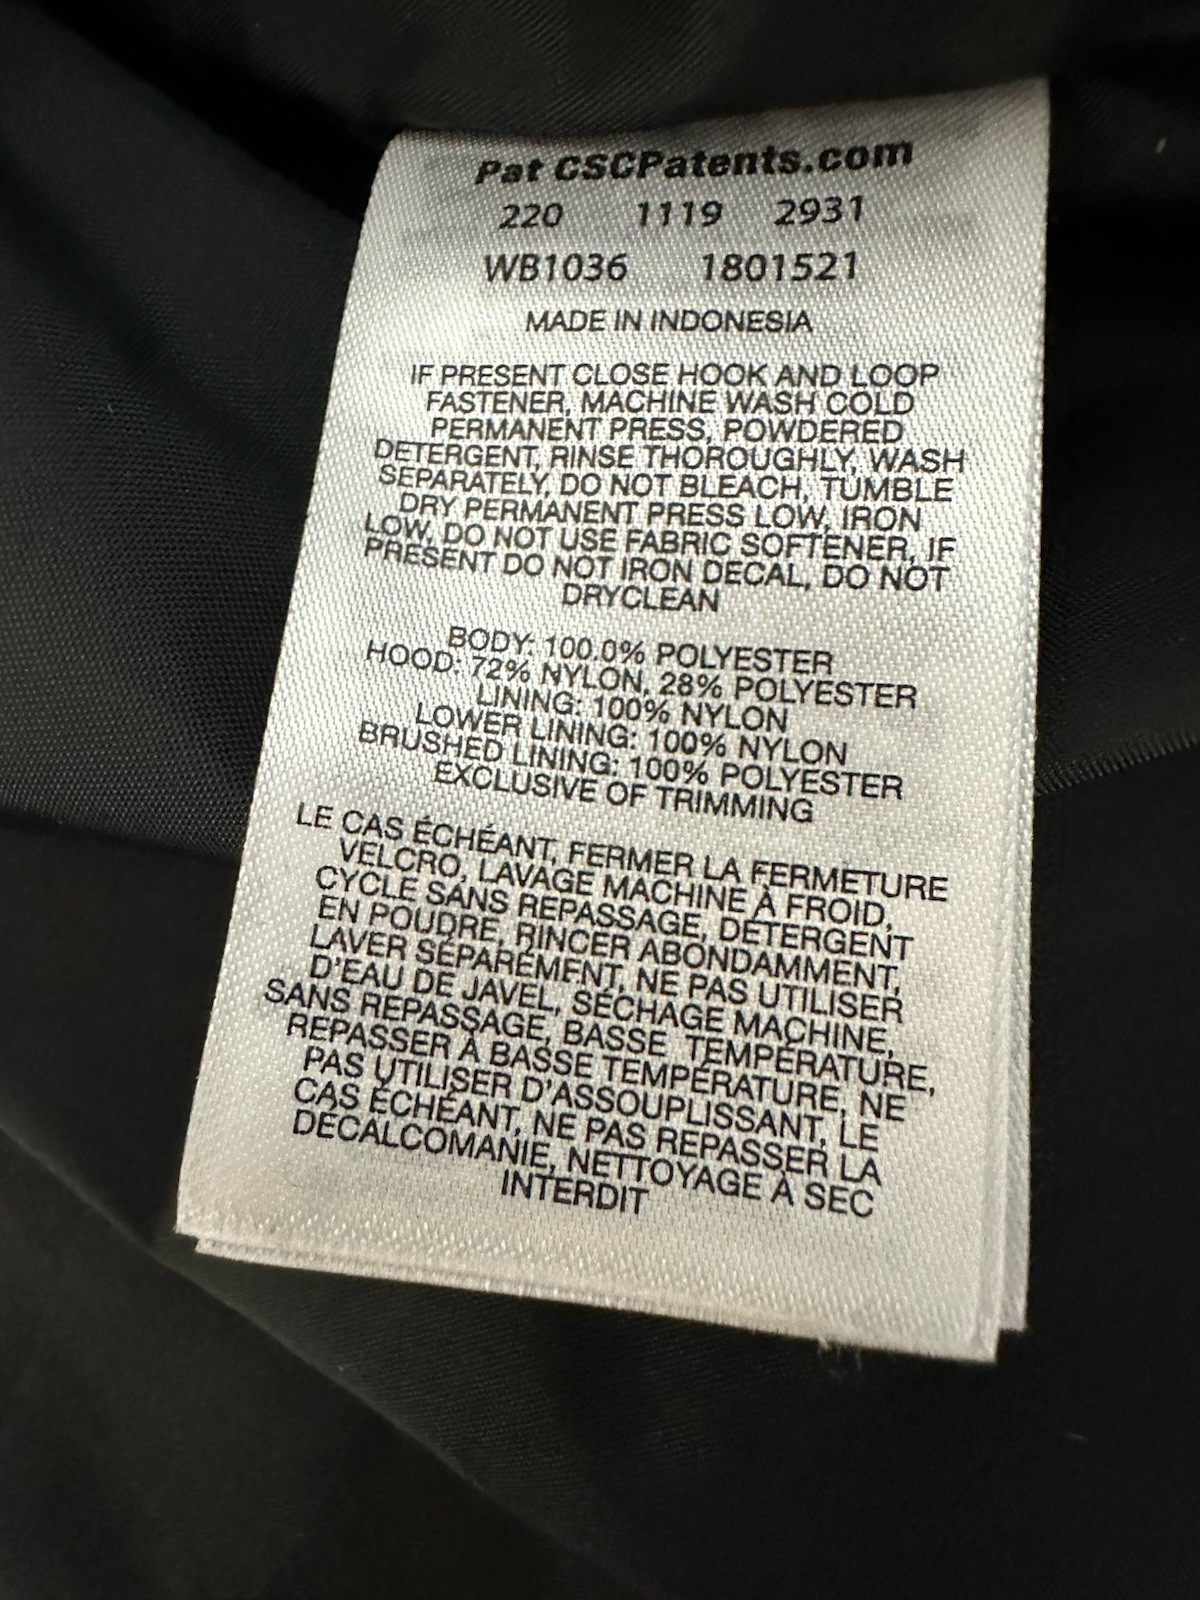 Pat CSCPatents.com
220 1119 2931
WB1036 1801521
MADE IN INDONESIA
IF PRESENT CLOSE HOOK AND LOOP
FASTENER, MACHINE WASH COLD
PERMANENT PRESS, POWDERED
DETERGENT, RINSE THOROUGHLY, WASH
SEPARATELY, DO NOT BLEACH, TUMBLE
DRY PERMANENT PRESS LOW, IRON
LOW, DO NOT USE FABRIC SOFTENER, IF
PRESENT DO NOT IRON DECAL, DO NOT
DRYCLEAN
BODY: 100.0% POLYESTER
HOOD: 72% NYLON, 28% POLYESTER
LINING: 100% NYLON
LOWER LINING: 100% NYLON
BRUSHED LINING: 100% POLYESTER
EXCLUSIVE OF TRIMMING
LE CAS ÉCHÉANT, FERMER LA FERMETURE
VELCRO, LAVAGE MACHINE À FROID,
CYCLE SANS REPASSAGE, DÉTERGENT
EN POUDRE, RINCER ABONDAMMENT,
LAVER SÉPARÉMENT, NE PAS UTILISER
D'EAU DE JAVEL, SÉCHAGE MACHINE,
SANS REPASSAGE, BASSE TEMPÉRATURE,
REPASSER À BASSE TEMPÉRATURE, NE
PAS UTILISER D'ASSOUPLISSANT, LE
CAS ÉCHÉANT, NE PAS REPASSER LA
DÉCALCOMANIE, NETTOYAGE À SEC
INTERDIT